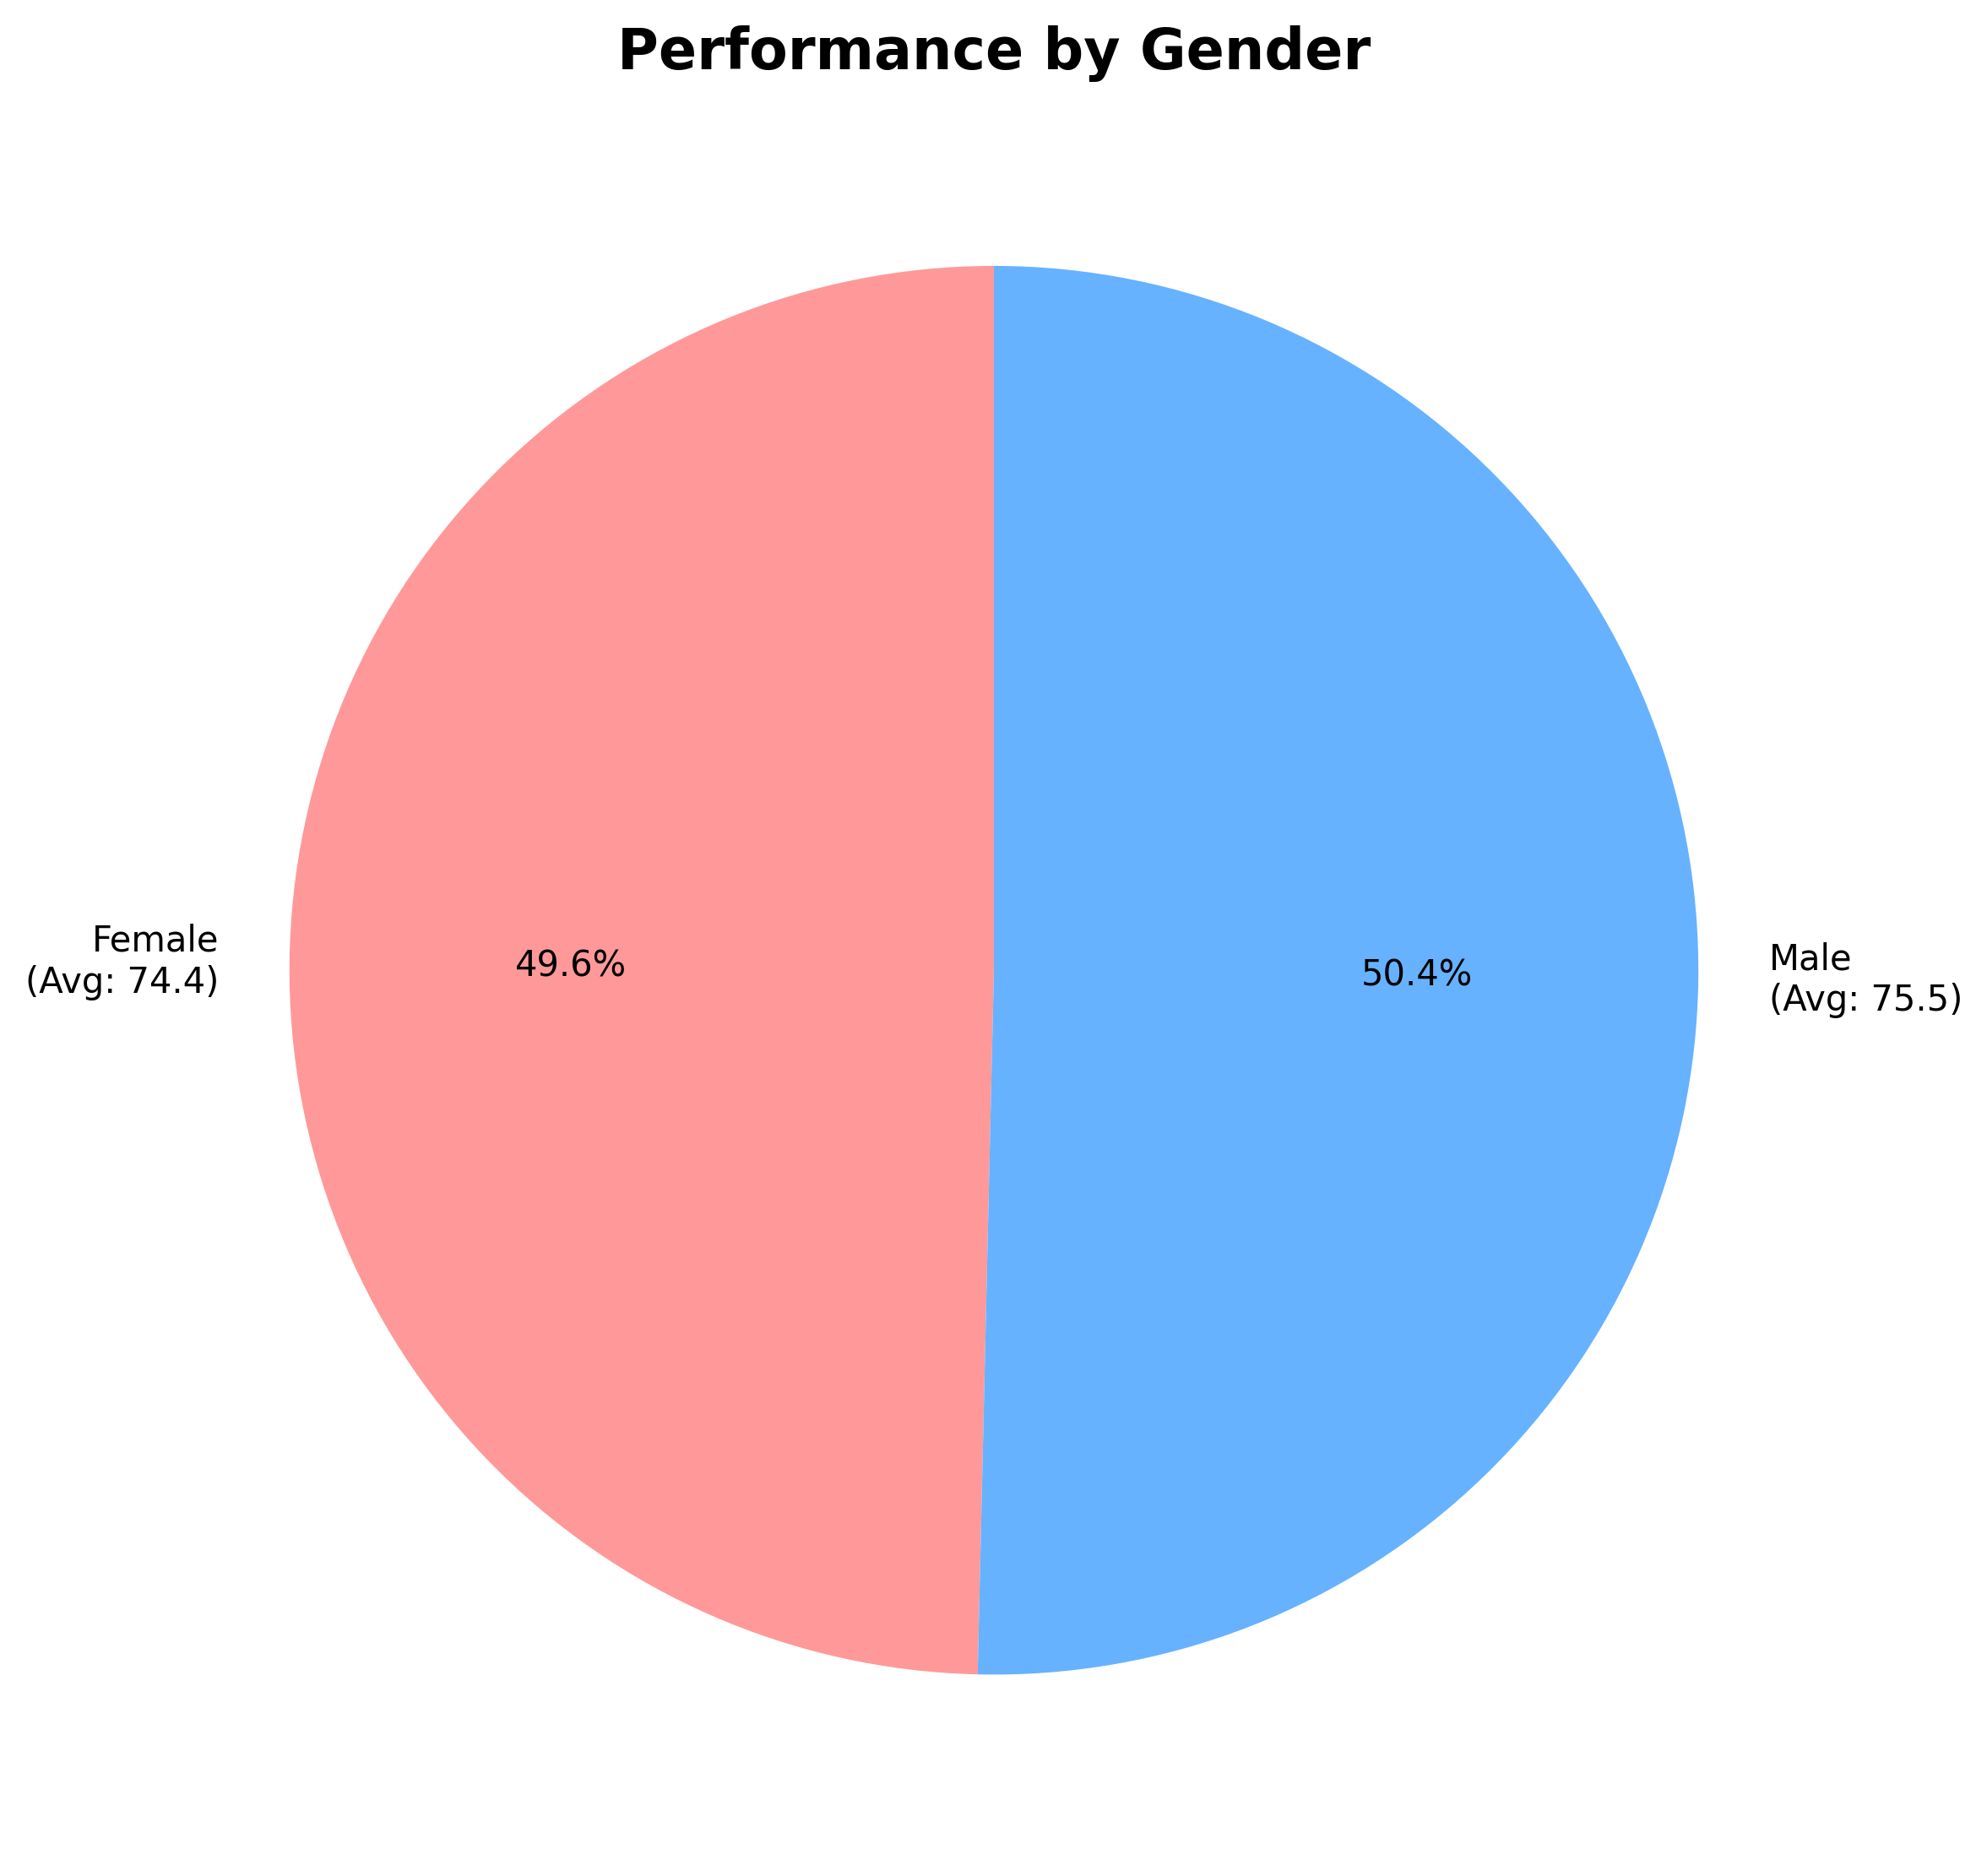 Performance by Gender
Female
(Avg: 74.4)
49.6%
50.4%
Male
(Avg: 75.5)